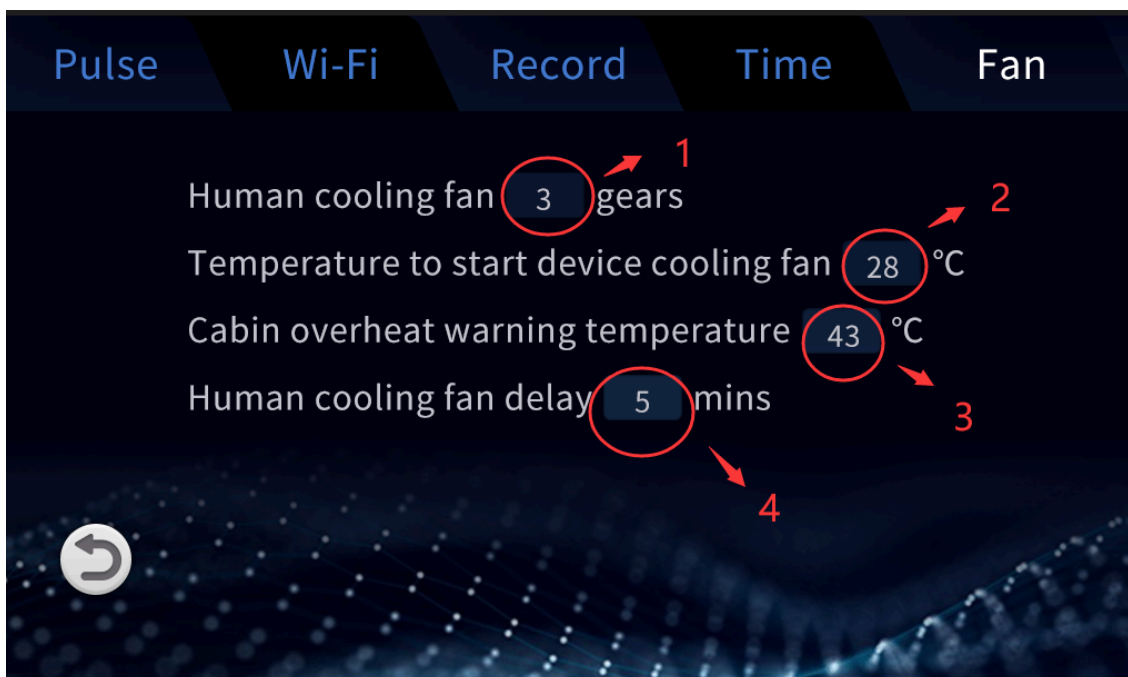 Pulse Wi-Fi Record Time Fan
1
Human cooling fan 3 gears
2
Temperature to start device cooling fan 28 °C
Cabin overheat warning temperature 43 °C
3
Human cooling fan delay 5 mins
4